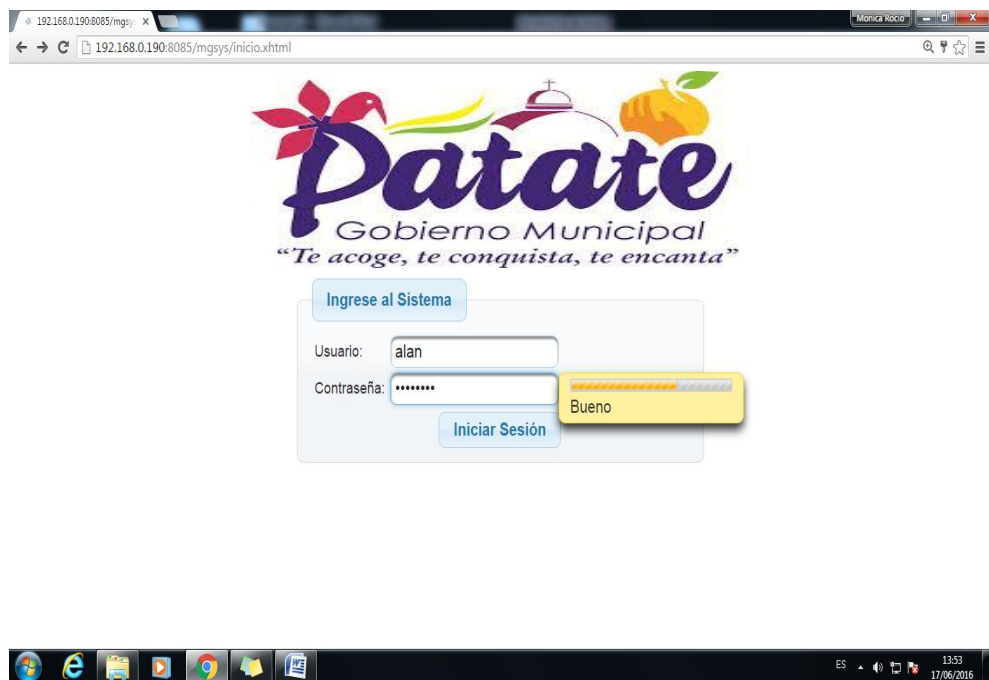 192.168.0.190:8085/mgsy:
Monica Rocio
192.168.0.190:8085/mgsys/inicio.xhtml
Patate
Gobierno Municipal
“Te acoge, te conquista, te encanta”
Ingrese al Sistema
Usuario: alan
Contraseña: ••••••••
Bueno
Iniciar Sesión
ES
13:53
17/06/2016